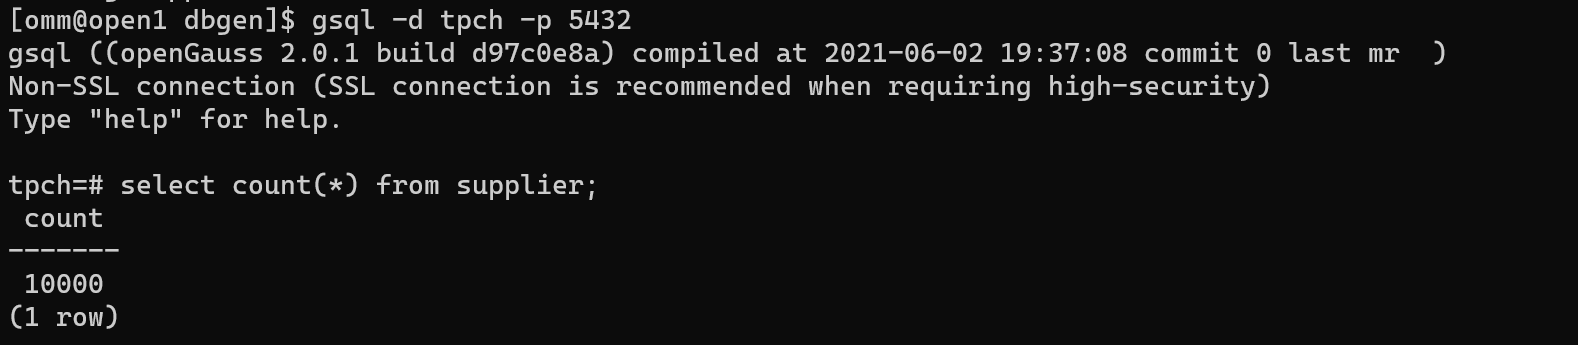 [omm@open1 dbgen]$ gsql -d tpch -p 5432
gsql ((openGauss 2.0.1 build d97c0e8a) compiled at 2021-06-02 19:37:08 commit 0 last mr  )
Non-SSL connection (SSL connection is recommended when requiring high-security)
Type "help" for help.

tpch=# select count(*) from supplier;
 count
-------
 10000
(1 row)